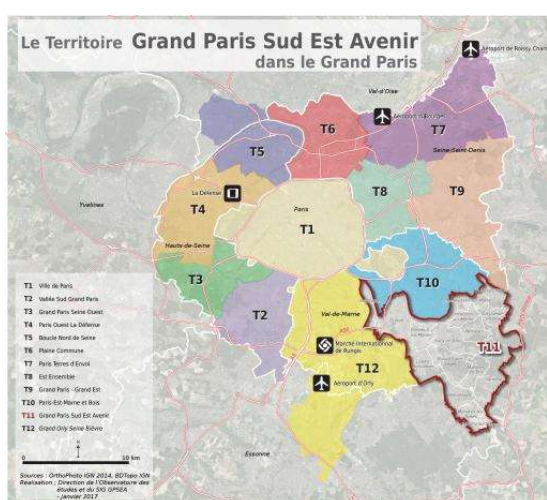 Le Territoire Grand Paris Sud Est Avenir
dans le Grand Paris
Aéroport de Roissy Char
Val-d'Oise
Aéroport du Bourget
T6
T7
T5
Seine-Saint-Denis
La Défense
T8
T9
T4
Paris
Yvelines
T1
Hauts-de-Seine
T3
T10
T2
Val-de-Marne
T11
Marché international
de Rungis
T12
Aéroport d'Orly
Essonne
T1 Ville de Paris
T2 Vallée Sud Grand Paris
T3 Grand Paris Seine Ouest
T4 Paris Ouest La Défense
T5 Boucle Nord de Seine
T6 Plaine Commune
T7 Paris Terres d'Envol
T8 Est Ensemble
T9 Grand Paris - Grand Est
T10 Paris-Est-Marne et Bois
T11 Grand Paris Sud Est Avenir
T12 Grand Orly Seine Bièvre
N
0 10 km
Sources : OrthoPhoto IGN 2014, BDTopo IGN
Réalisation : Direction de l'Observatoire des
études et du SIG GPSEA
- Janvier 2017